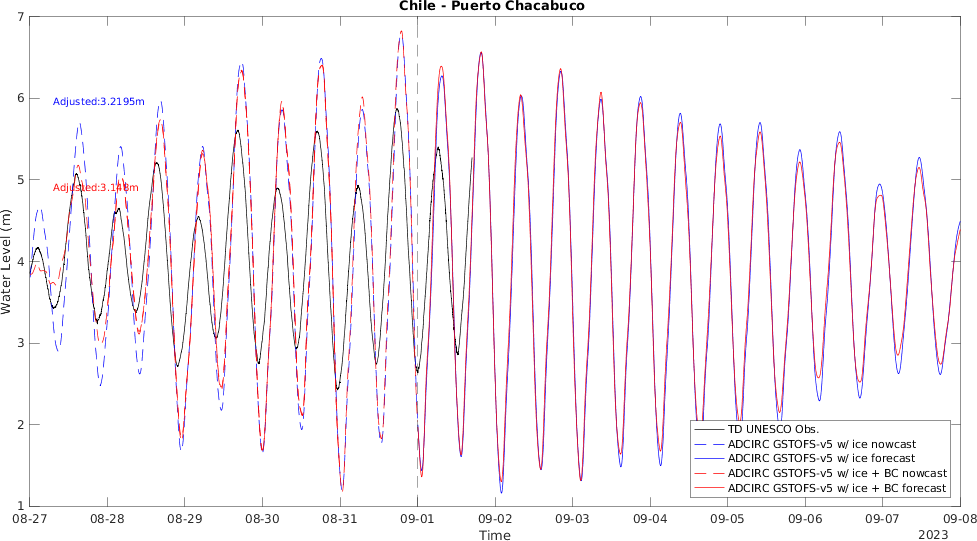 Chile - Puerto Chacabuco
7
6
5
4
3
2
1
Water Level (m)
Adjusted:3.2195m
Adjusted:3.148m
TD UNESCO Obs.
ADCIRC GSTOFS-v5 w/ ice nowcast
ADCIRC GSTOFS-v5 w/ ice forecast
ADCIRC GSTOFS-v5 w/ ice + BC nowcast
ADCIRC GSTOFS-v5 w/ ice + BC forecast
08-27 08-28 08-29 08-30 08-31 09-01 09-02 09-03 09-04 09-05 09-06 09-07 09-08
Time
2023